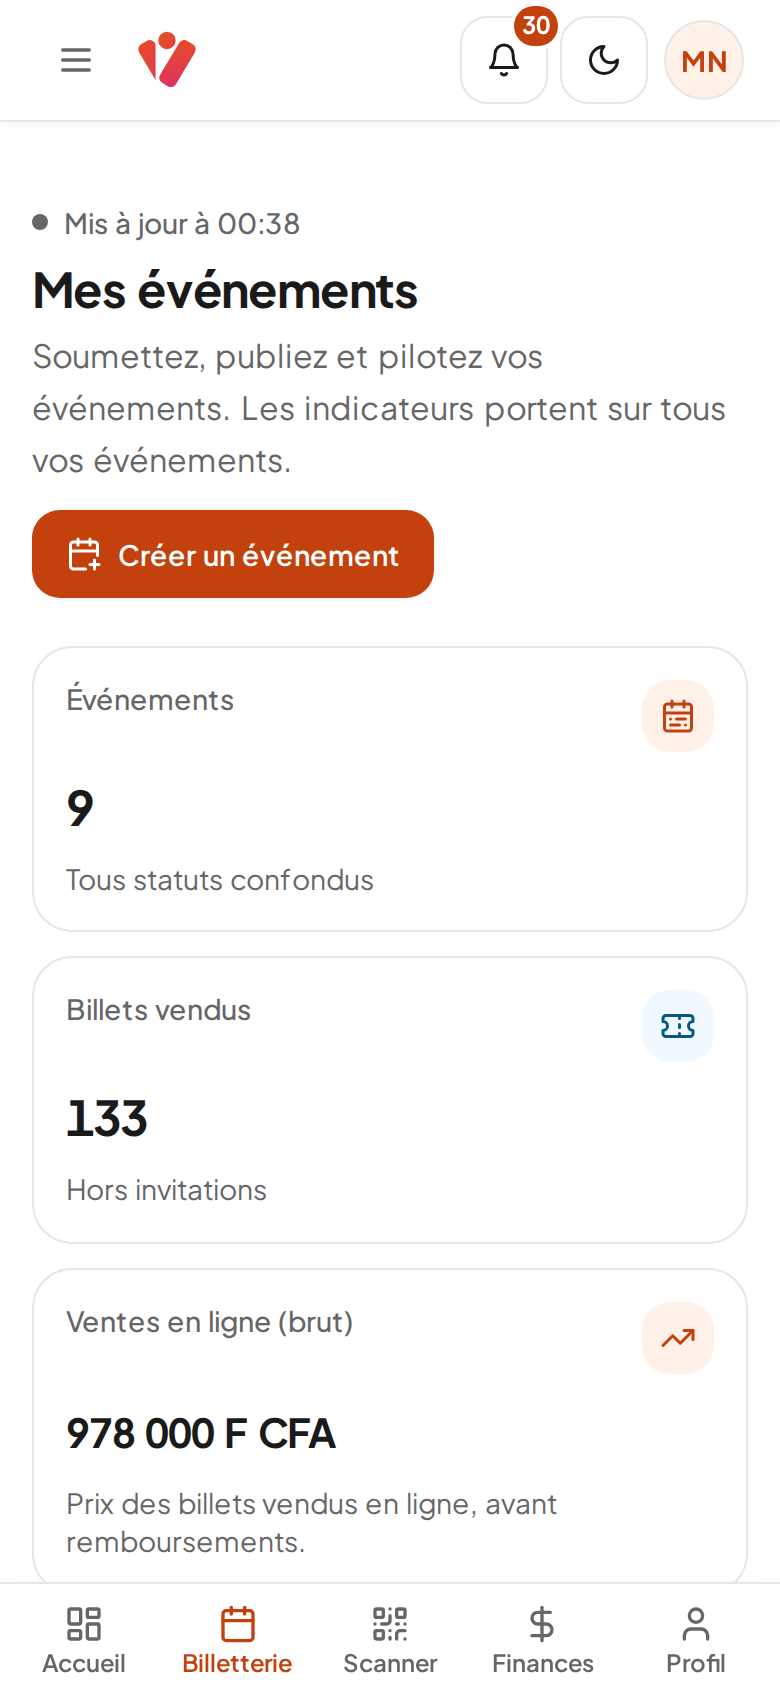 30
MN
Mis à jour à 00:38
Mes événements
Soumettez, publiez et pilotez vos
événements. Les indicateurs portent sur tous
vos événements.
Créer un événement
Événements
9
Tous statuts confondus
Billets vendus
133
Hors invitations
Ventes en ligne (brut)
978 000 F CFA
Prix des billets vendus en ligne, avant
remboursements.
Accueil
Billetterie
Scanner
Finances
Profil